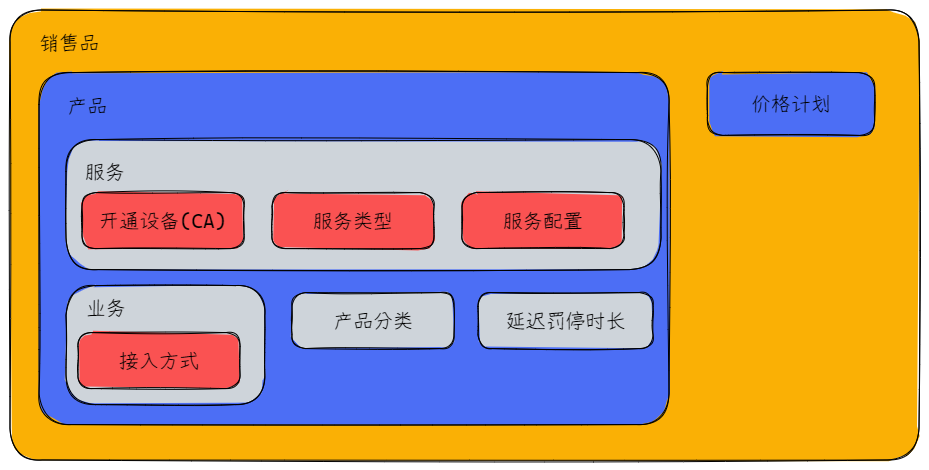 销售品
产品
价格计划
服务
开通设备(CA)
服务类型
服务配置
业务
产品分类
延迟罚停时长
接入方式